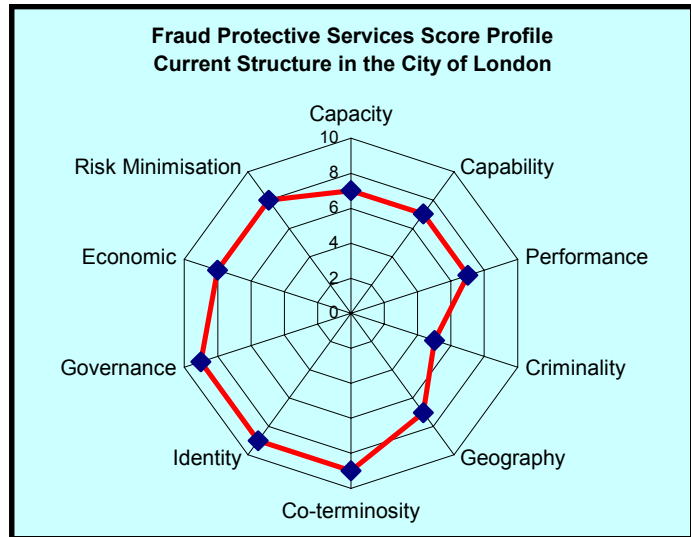 Fraud Protective Services Score Profile
Current Structure in the City of London
Capacity
10
Risk Minimisation
Capability
8
6
Economic
Performance
4
2
0
Governance
Criminality
Identity
Geography
Co-terminosity